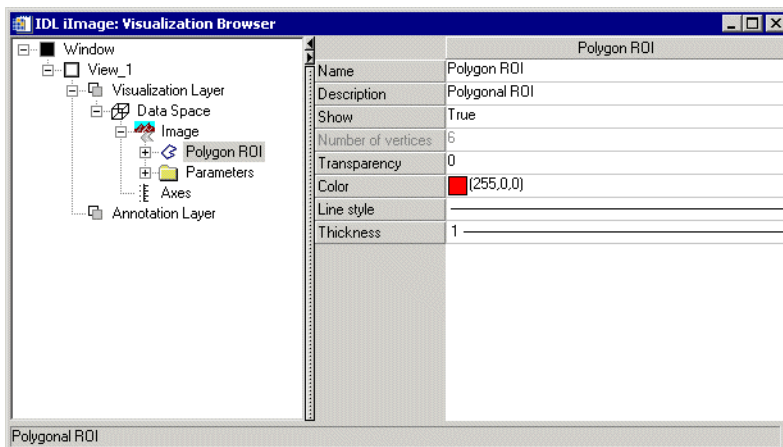 IDL iImage: Visualization Browser
Window
View_1
Visualization Layer
Data Space
Image
Polygon ROI
Parameters
Axes
Annotation Layer
Polygon ROI
Name Polygon ROI
Description Polygonal ROI
Show True
Number of vertices 6
Transparency 0
Color (255,0,0)
Line style
Thickness 1
Polygonal ROI